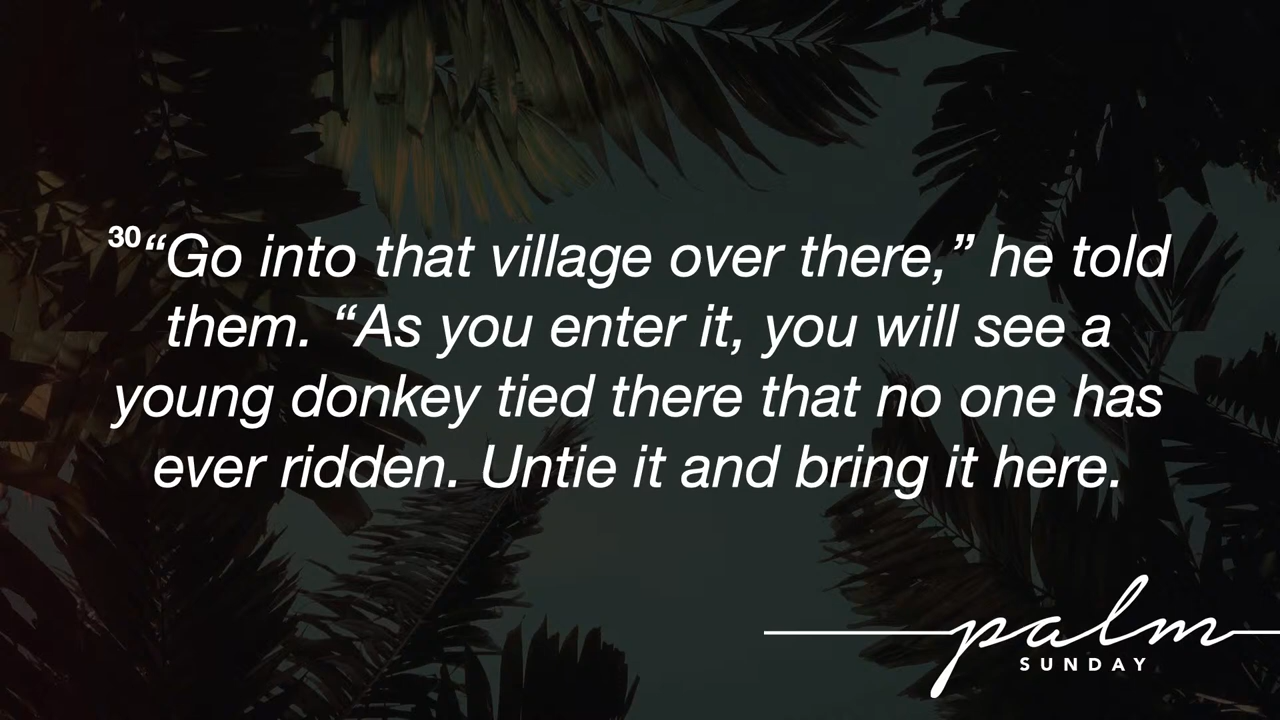 30“Go into that village over there,” he told
them. “As you enter it, you will see a
young donkey tied there that no one has
ever ridden. Untie it and bring it here.
palm
SUNDAY